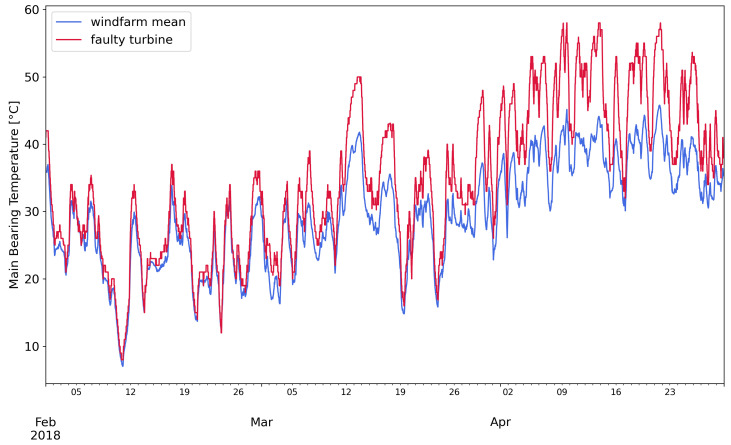 windfarm mean
faulty turbine
Main Bearing Temperature [°C]
60
50
40
30
20
10
05 12 19 26 05 12 19 26 02 09 16 23
Feb Mar Apr
2018